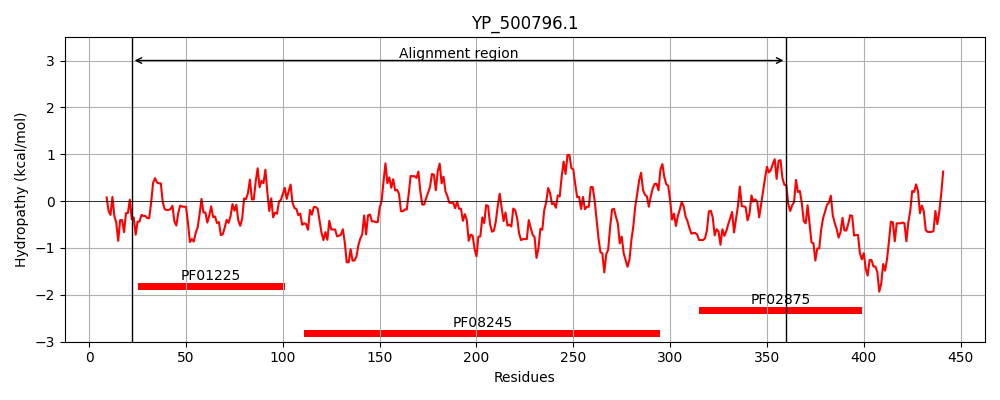 YP_500796.1
Alignment region
Hydropathy (kcal/mol)
3
2
1
0
−1
−2
−3
PF01225
PF02875
PF08245
0 50 100 150 200 250 300 350 400 450
Residues